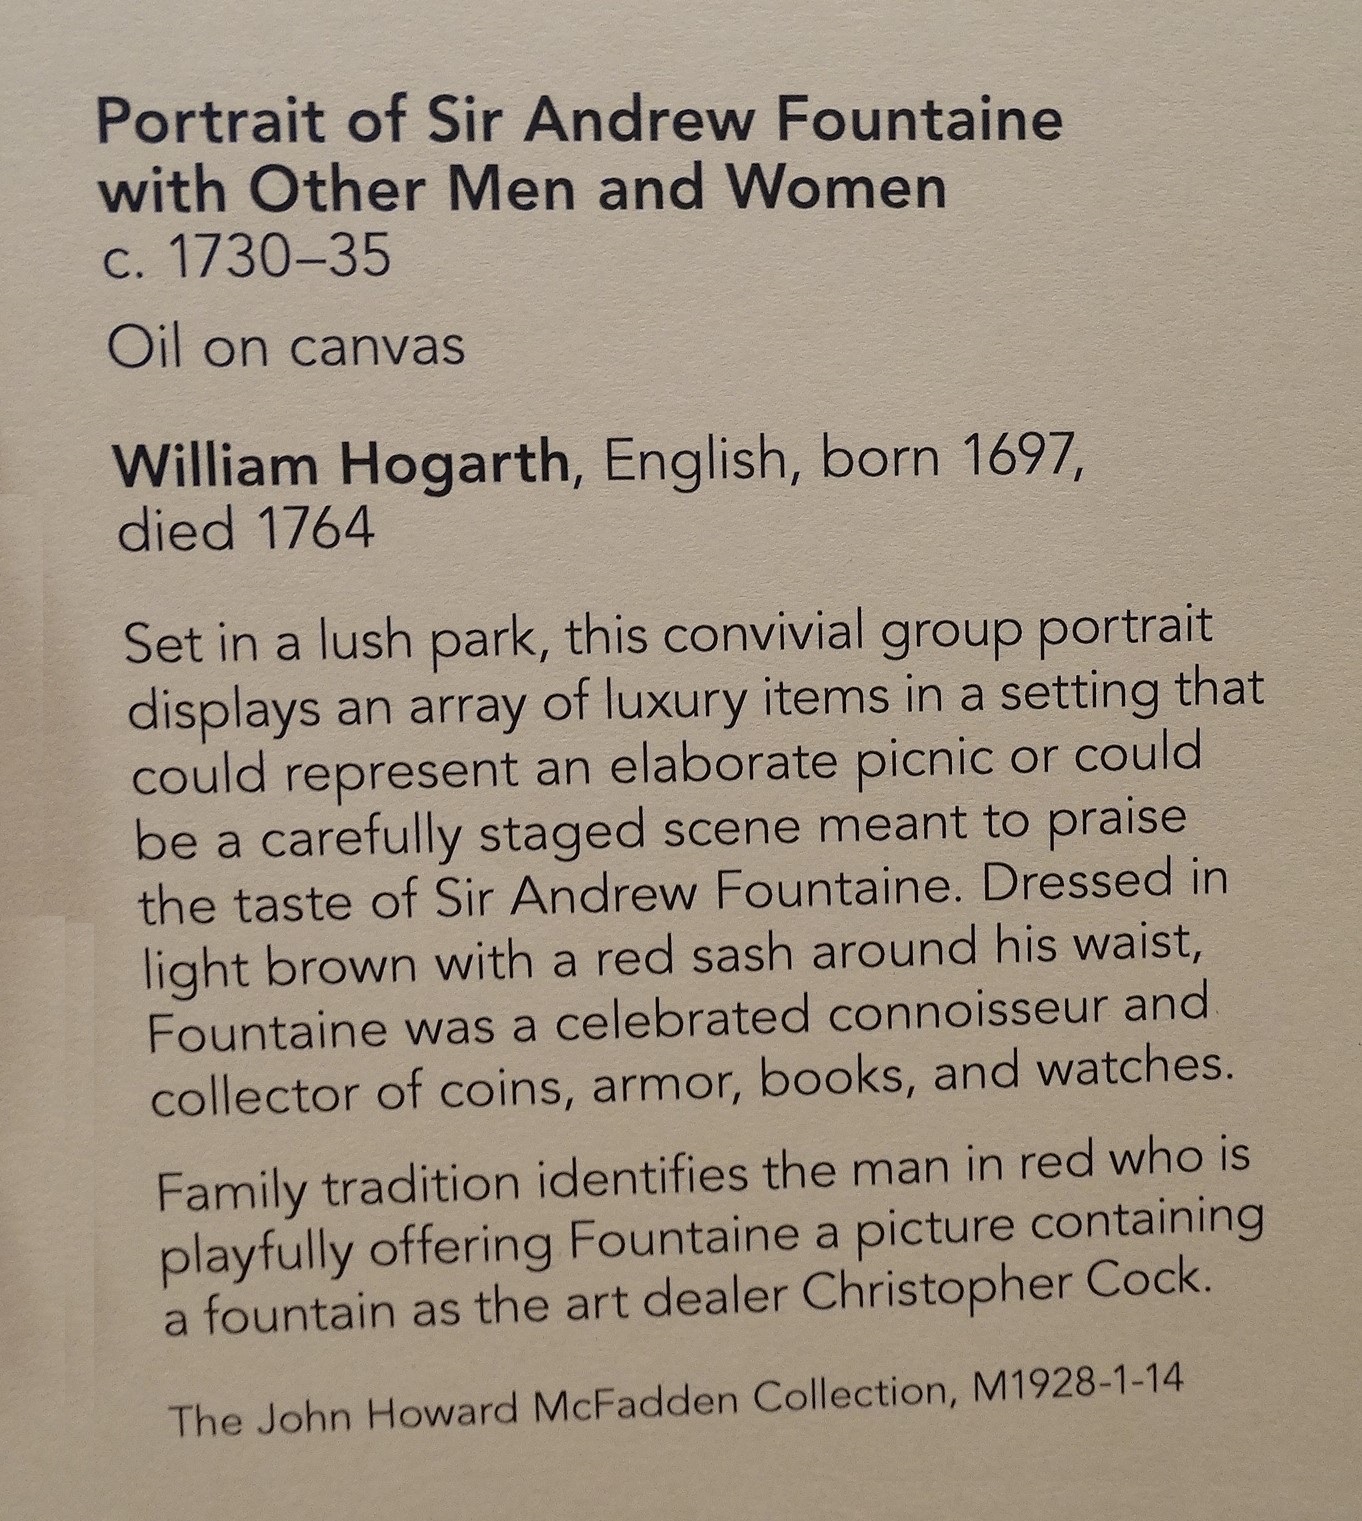 Portrait of Sir Andrew Fountaine
with Other Men and Women
c. 1730–35
Oil on canvas
William Hogarth, English, born 1697,
died 1764
Set in a lush park, this convivial group portrait
displays an array of luxury items in a setting that
could represent an elaborate picnic or could
be a carefully staged scene meant to praise
the taste of Sir Andrew Fountaine. Dressed in
light brown with a red sash around his waist,
Fountaine was a celebrated connoisseur and
collector of coins, armor, books, and watches.
Family tradition identifies the man in red who is
playfully offering Fountaine a picture containing
a fountain as the art dealer Christopher Cock.
The John Howard McFadden Collection, M1928-1-14